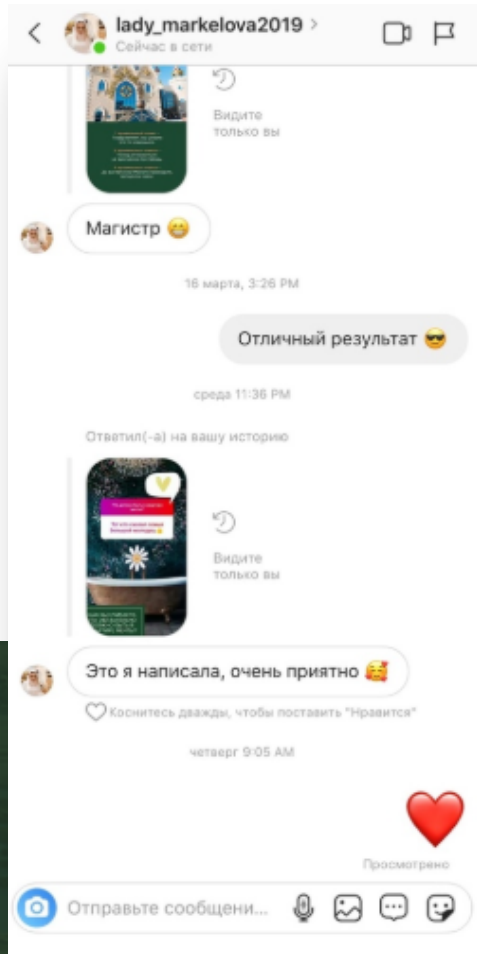 lady_markelova2019
Сейчас в сети
Видите
только вы
Магистр
16 марта, 3:26 PM
Отличный результат
среда 11:36 PM
Ответил(-а) на вашу историю
Видите
только вы
Это я написала, очень приятно
Коснитесь дважды, чтобы поставить "Нравится"
четверг 9:05 AM
Просмотрено
Отправьте сообщени...